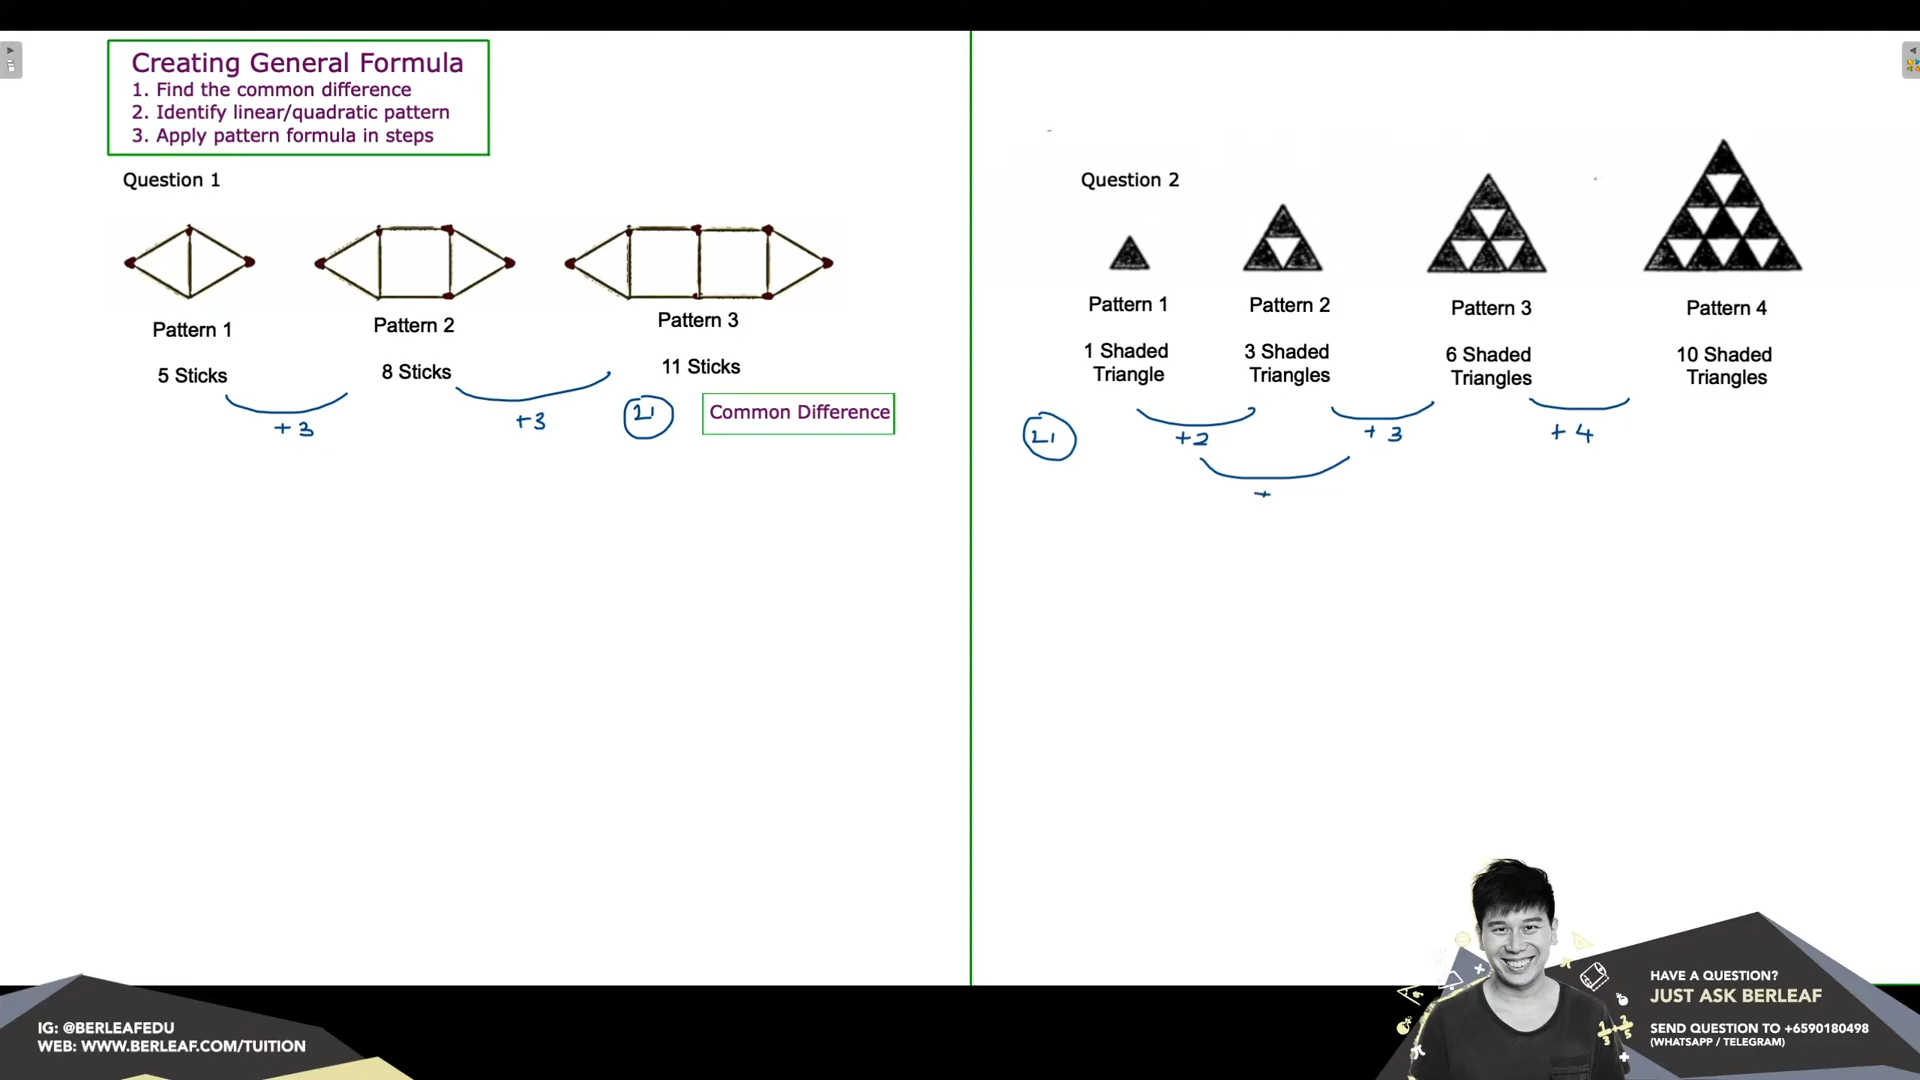 Creating General Formula
1. Find the common difference
2. Identify linear/quadratic pattern
3. Apply pattern formula in steps
Question 1
Pattern 1
Pattern 2
Pattern 3
5 Sticks
8 Sticks
11 Sticks
+3
+3
L1
Common Difference
Question 2
Pattern 1
Pattern 2
Pattern 3
Pattern 4
1 Shaded
Triangle
3 Shaded
Triangles
6 Shaded
Triangles
10 Shaded
Triangles
L1
+2
+3
+4
+
IG: @BERLEAFEDU
WEB: WWW.BERLEAF.COM/TUITION
HAVE A QUESTION?
JUST ASK BERLEAF
SEND QUESTION TO +6590180498
(WHATSAPP / TELEGRAM)